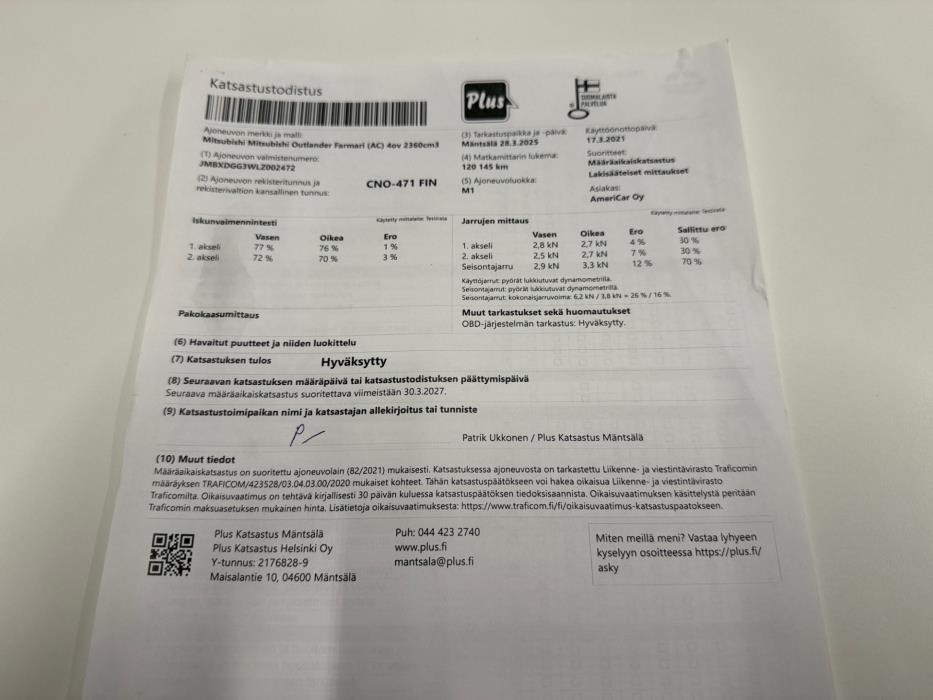 Katsastustodistus
Plus
SUOMALAISTA
PALVELUA
Ajoneuvon merkki ja malli:
Mitsubishi Mitsubishi Outlander Farmari (AC) 4ov 2360cm3
(1) Ajoneuvon valmistenumero:
JMBXDGG3WLZ002472
(2) Ajoneuvon rekisteritunnus ja
rekisterivaltion kansallinen tunnus:
CNO-471 FIN
(3) Tarkastuspaikka ja -päivä:
Mäntsälä 28.3.2025
(4) Matkamittarin lukema:
120 145 km
(5) Ajoneuvoluokka:
M1
Käyttöönottopäivä:
17.3.2021
Suoritteet:
Määräaikaiskatsastus
Lakisääteiset mittaukset
Asiakas:
AmeriCar Oy
Iskunvaimennintesti Käytetty mittalaite: Testirata
Vasen Oikea Ero
1. akseli 77 % 76 % 1 %
2. akseli 72 % 70 % 3 %
Käytetty mittalaite: Testirata
Jarrujen mittaus
Vasen Oikea Ero Sallittu ero
1. akseli 2,8 kN 2,7 kN 4 % 30 %
2. akseli 2,5 kN 2,7 kN 7 % 30 %
Seisontajarru 2,9 kN 3,3 kN 12 % 70 %
Käyttöjarrut: pyörät lukkiutuvat dynamometrillä.
Seisontajarrut: pyörät lukkiutuvat dynamometrillä.
Seisontajarrut: kokonaisjarruvoima: 6,2 kN / 3,8 kN = 26 % / 16 %.
Pakokaasumittaus
Muut tarkastukset sekä huomautukset
OBD-järjestelmän tarkastus: Hyväksytty.
(6) Havaitut puutteet ja niiden luokittelu
(7) Katsastuksen tulos Hyväksytty
(8) Seuraavan katsastuksen määräpäivä tai katsastustodistuksen päättymispäivä
Seuraava määräaikaiskatsastus suoritettava viimeistään 30.3.2027.
(9) Katsastustoimipaikan nimi ja katsastajan allekirjoitus tai tunniste
Patrik Ukkonen / Plus Katsastus Mäntsälä
(10) Muut tiedot
Määräaikaiskatsastus on suoritettu ajoneuvolain (82/2021) mukaisesti. Katsastuksessa ajoneuvosta on tarkastettu Liikenne- ja viestintävirasto Traficomin
määräyksen TRAFICOM/423528/03.04.03.00/2020 mukaiset kohteet. Tähän katsastuspäätökseen voi hakea oikaisua Liikenne- ja viestintävirasto
Traficomilta. Oikaisuvaatimus on tehtävä kirjallisesti 30 päivän kuluessa katsastuspäätöksen tiedoksisaannista. Oikaisuvaatimuksen käsittelystä peritään
Traficomin maksuasetuksen mukainen hinta. Lisätietoja oikaisuvaatimuksesta: https://www.traficom.fi/fi/oikaisuvaatimus-katsastuspaatokseen.
Plus Katsastus Mäntsälä
Plus Katsastus Helsinki Oy
Y-tunnus: 2176828-9
Maisalantie 10, 04600 Mäntsälä
Puh: 044 423 2740
www.plus.fi
mantsala@plus.fi
Miten meillä meni? Vastaa lyhyeen
kyselyyn osoitteessa https://plus.fi/
asky